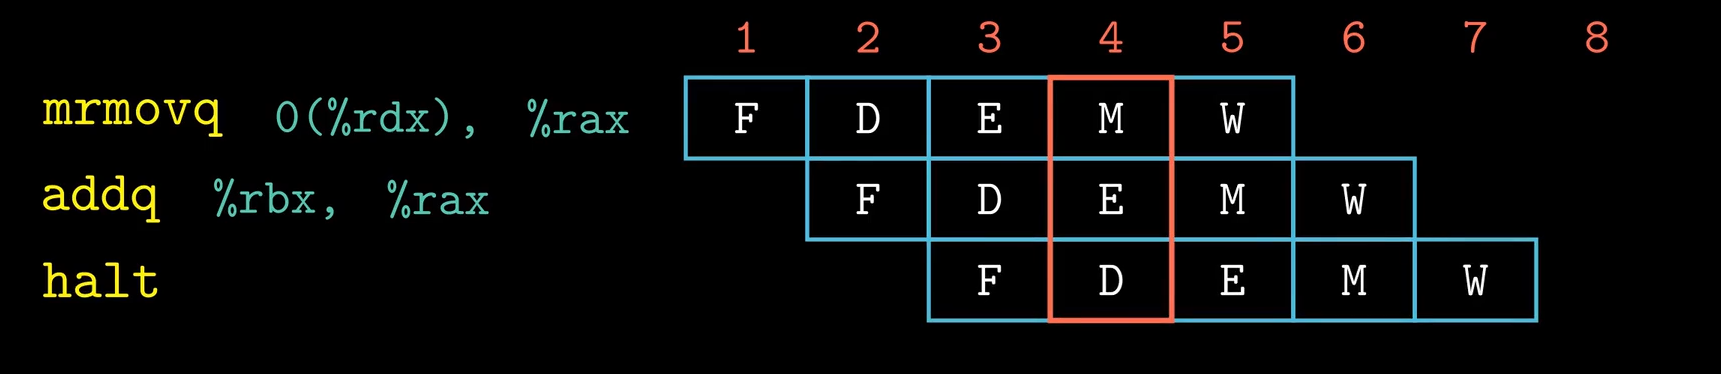 1 2 3 4 5 6 7 8
mrmovq 0(%rdx), %rax F D E M W
addq %rbx, %rax F D E M W
halt F D E M W